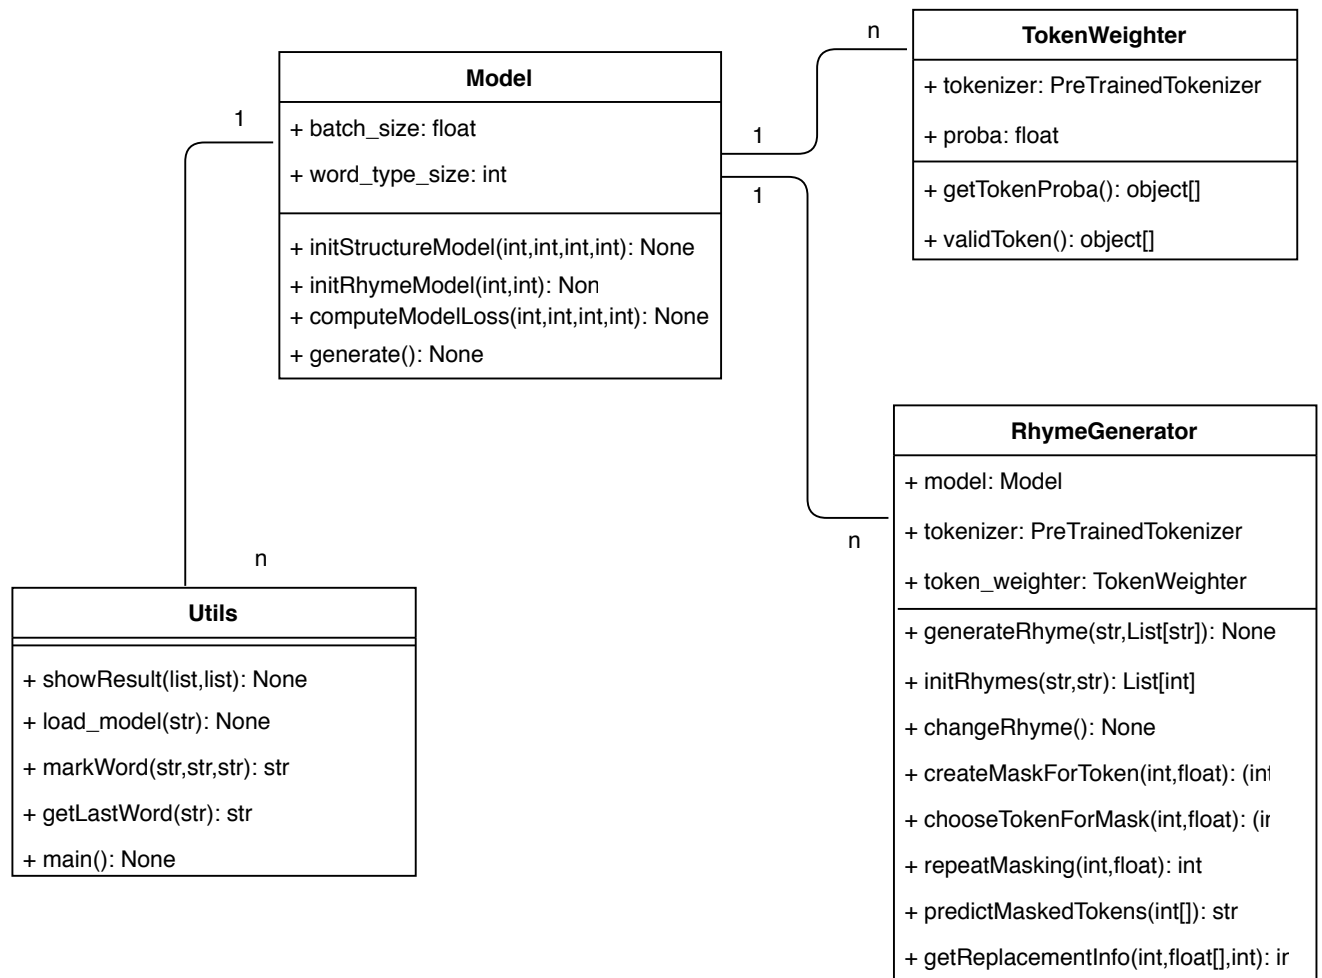 Model
+ batch_size: float
+ word_type_size: int
+ initStructureModel(int,int,int,int): None
+ initRhymeModel(int,int): Non
+ computeModelLoss(int,int,int,int): None
+ generate(): None
1
n
1
n
1
n
TokenWeighter
+ tokenizer: PreTrainedTokenizer
+ proba: float
+ getTokenProba(): object[]
+ validToken(): object[]
Utils
+ showResult(list,list): None
+ load_model(str): None
+ markWord(str,str,str): str
+ getLastWord(str): str
+ main(): None
RhymeGenerator
+ model: Model
+ tokenizer: PreTrainedTokenizer
+ token_weighter: TokenWeighter
+ generateRhyme(str,List[str]): None
+ initRhymes(str,str): List[int]
+ changeRhyme(): None
+ createMaskForToken(int,float): (int
+ chooseTokenForMask(int,float): (ir
+ repeatMasking(int,float): int
+ predictMaskedTokens(int[]): str
+ getReplacementInfo(int,float[],int): ir